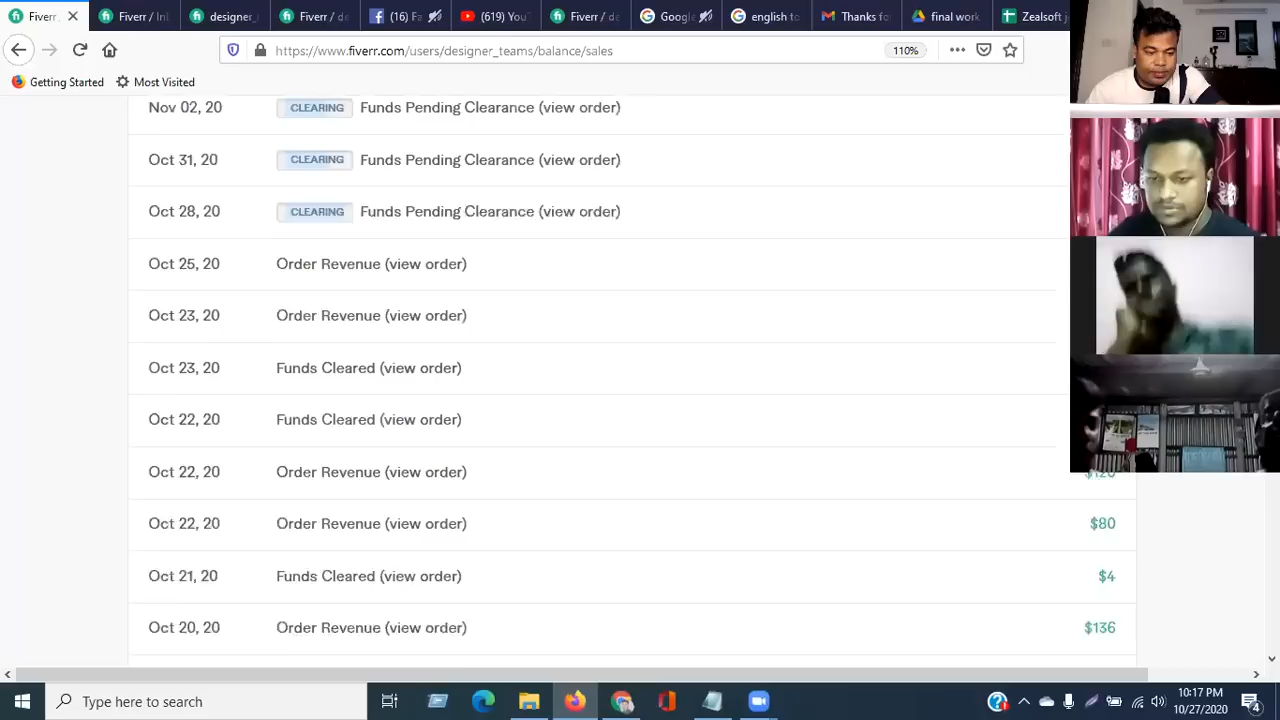 Fiverr
Fiverr / Inl
designer_
Fiverr / de
(16) Fa
(619) You
Fiverr / de
Google
english to
Thanks fo
final work
Zealsoft
https://www.fiverr.com/users/designer_teams/balance/sales
110%
Getting Started
Most Visited
Nov 02, 20 CLEARING Funds Pending Clearance (view order)
Oct 31, 20 CLEARING Funds Pending Clearance (view order)
Oct 28, 20 CLEARING Funds Pending Clearance (view order)
Oct 25, 20 Order Revenue (view order)
Oct 23, 20 Order Revenue (view order)
Oct 23, 20 Funds Cleared (view order)
Oct 22, 20 Funds Cleared (view order)
Oct 22, 20 Order Revenue (view order) $120
Oct 22, 20 Order Revenue (view order) $80
Oct 21, 20 Funds Cleared (view order) $4
Oct 20, 20 Order Revenue (view order) $136
Type here to search
10:17 PM
10/27/2020
4